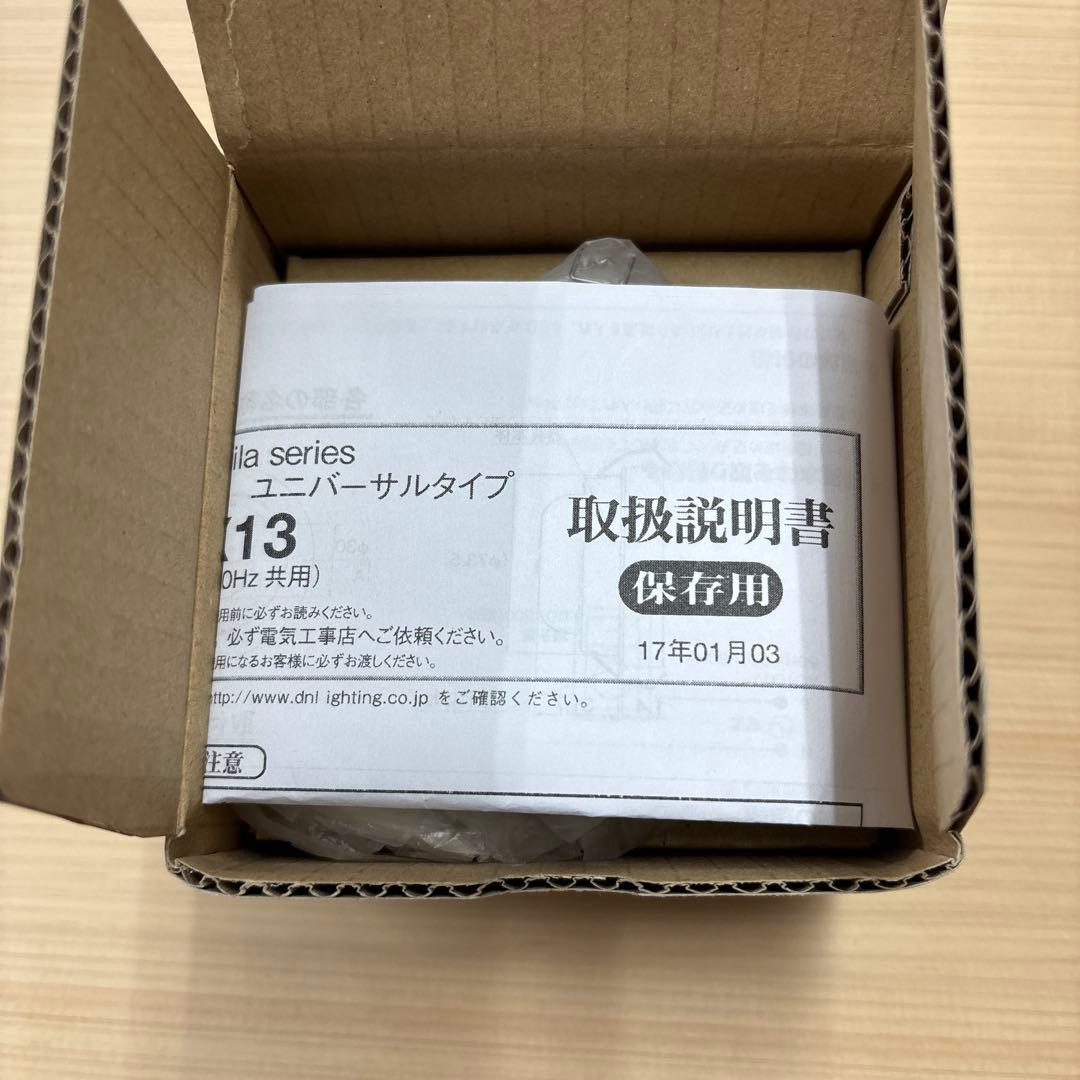 ila series
ユニバーサルタイプ
13
0Hz 共用)
取扱説明書
保存用
17年01月03
用前に必ずお読みください。
必ず電気工事店へご依頼ください。
用になるお客様に必ずお渡しください。
http://www.dnlighting.co.jp をご確認ください。
注意